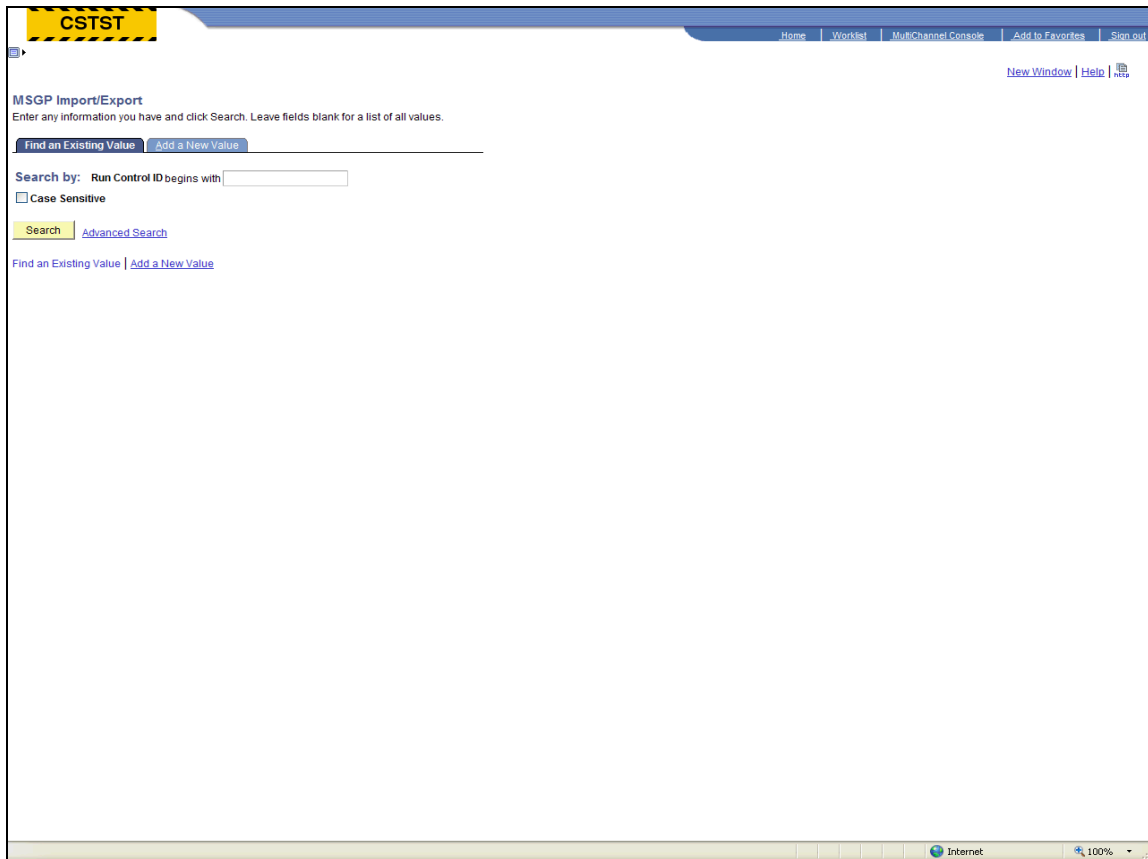 CSTST
Home | Worklist | MultiChannel Console | Add to Favorites | Sign out
New Window | Help | http
MSGP Import/Export
Enter any information you have and click Search. Leave fields blank for a list of all values.
Find an Existing Value Add a New Value
Search by: Run Control ID begins with
Case Sensitive
Search Advanced Search
Find an Existing Value | Add a New Value
Internet 100%